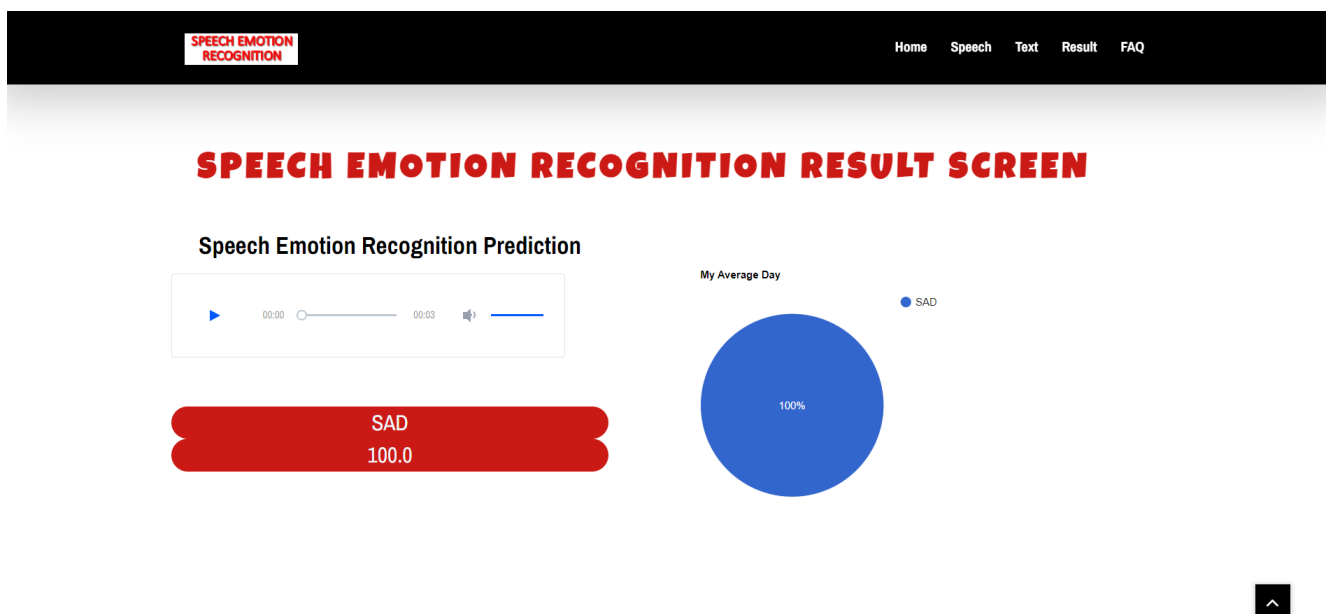 SPEECH EMOTION
RECOGNITION
Home Speech Text Result FAQ
SPEECH EMOTION RECOGNITION RESULT SCREEN
Speech Emotion Recognition Prediction
00:00 00:03
SAD
100.0
My Average Day
SAD
100%